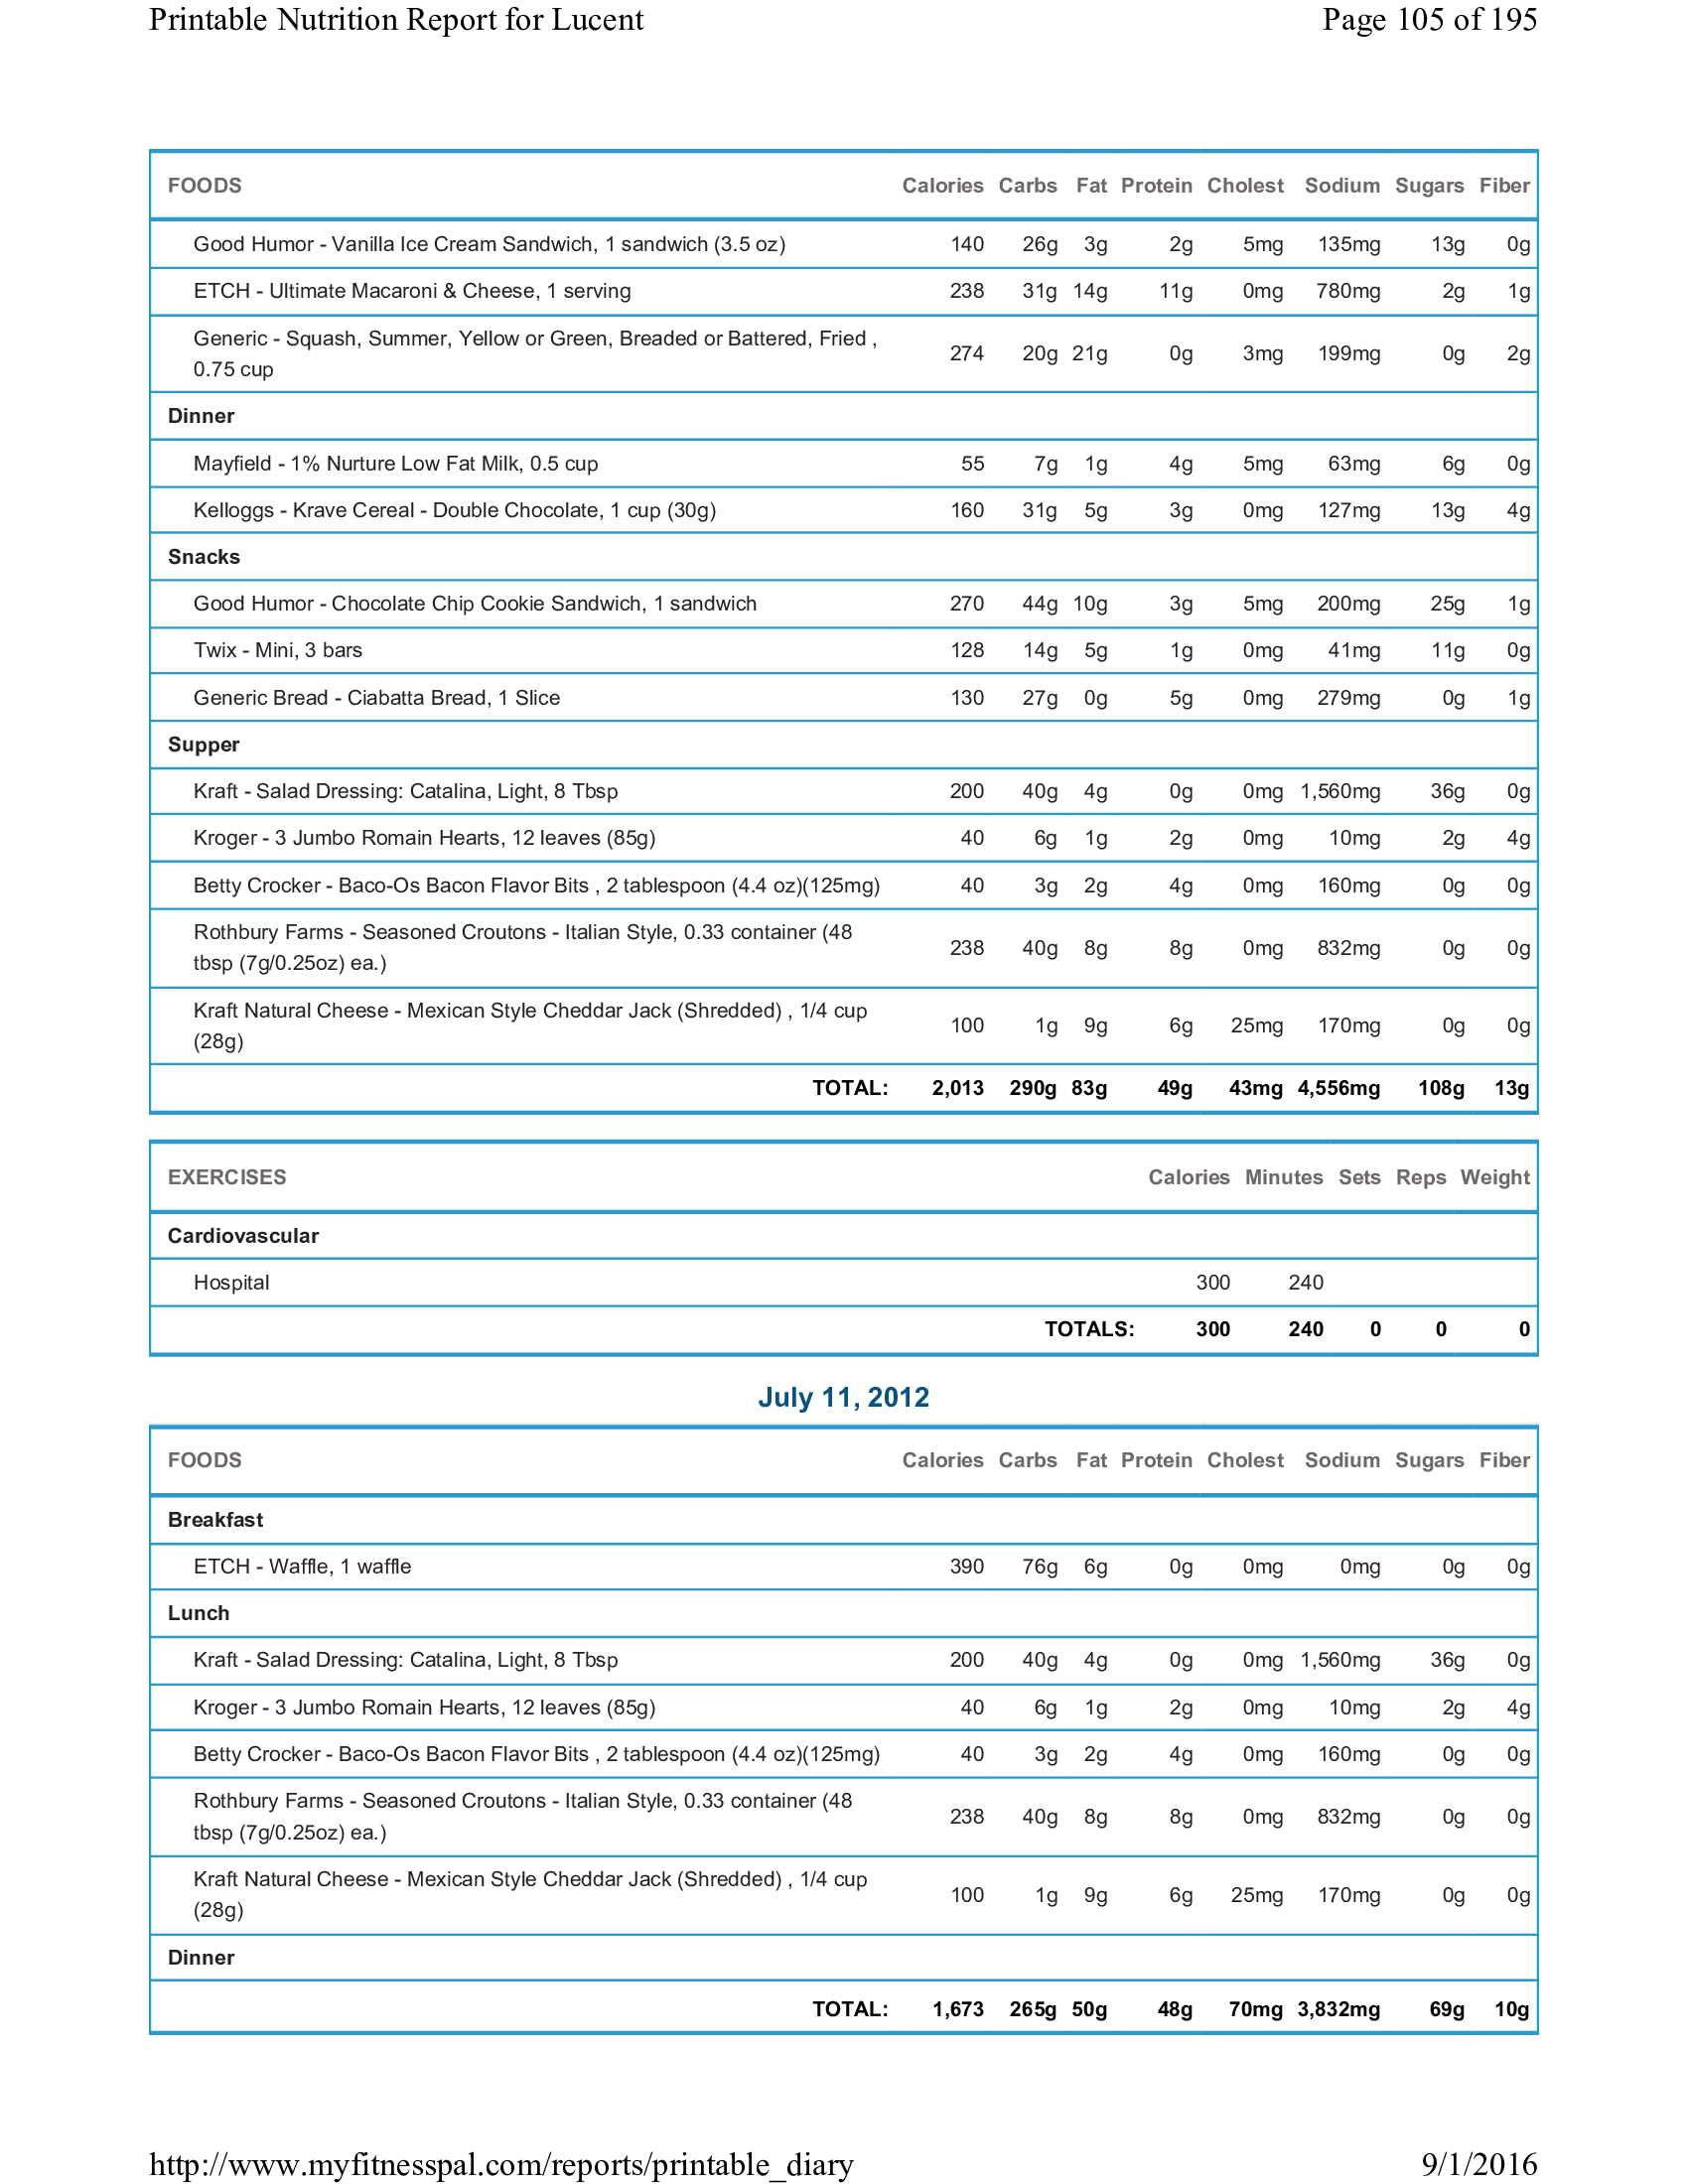 Printable Nutrition Report for Lucent Page 105 of 195
FOODS Calories Carbs Fat Protein Cholest Sodium Sugars Fiber
Good Humor - Vanilla Ice Cream Sandwich, 1 sandwich (3.5 oz) 140 26g 3g 2g 5mg 135mg 13g 0g
ETCH - Ultimate Macaroni & Cheese, 1 serving 238 31g 14g 11g 0mg 780mg 2g 1g
Generic - Squash, Summer, Yellow or Green, Breaded or Battered, Fried ,
0.75 cup 274 20g 21g 0g 3mg 199mg 0g 2g
Dinner
Mayfield - 1% Nurture Low Fat Milk, 0.5 cup 55 7g 1g 4g 5mg 63mg 6g 0g
Kelloggs - Krave Cereal - Double Chocolate, 1 cup (30g) 160 31g 5g 3g 0mg 127mg 13g 4g
Snacks
Good Humor - Chocolate Chip Cookie Sandwich, 1 sandwich 270 44g 10g 3g 5mg 200mg 25g 1g
Twix - Mini, 3 bars 128 14g 5g 1g 0mg 41mg 11g 0g
Generic Bread - Ciabatta Bread, 1 Slice 130 27g 0g 5g 0mg 279mg 0g 1g
Supper
Kraft - Salad Dressing: Catalina, Light, 8 Tbsp 200 40g 4g 0g 0mg 1,560mg 36g 0g
Kroger - 3 Jumbo Romain Hearts, 12 leaves (85g) 40 6g 1g 2g 0mg 10mg 2g 4g
Betty Crocker - Baco-Os Bacon Flavor Bits , 2 tablespoon (4.4 oz)(125mg) 40 3g 2g 4g 0mg 160mg 0g 0g
Rothbury Farms - Seasoned Croutons - Italian Style, 0.33 container (48
tbsp (7g/0.25oz) ea.) 238 40g 8g 8g 0mg 832mg 0g 0g
Kraft Natural Cheese - Mexican Style Cheddar Jack (Shredded) , 1/4 cup
(28g) 100 1g 9g 6g 25mg 170mg 0g 0g
TOTAL: 2,013 290g 83g 49g 43mg 4,556mg 108g 13g
EXERCISES Calories Minutes Sets Reps Weight
Cardiovascular
Hospital 300 240
TOTALS: 300 240 0 0 0
July 11, 2012
FOODS Calories Carbs Fat Protein Cholest Sodium Sugars Fiber
Breakfast
ETCH - Waffle, 1 waffle 390 76g 6g 0g 0mg 0mg 0g 0g
Lunch
Kraft - Salad Dressing: Catalina, Light, 8 Tbsp 200 40g 4g 0g 0mg 1,560mg 36g 0g
Kroger - 3 Jumbo Romain Hearts, 12 leaves (85g) 40 6g 1g 2g 0mg 10mg 2g 4g
Betty Crocker - Baco-Os Bacon Flavor Bits , 2 tablespoon (4.4 oz)(125mg) 40 3g 2g 4g 0mg 160mg 0g 0g
Rothbury Farms - Seasoned Croutons - Italian Style, 0.33 container (48
tbsp (7g/0.25oz) ea.) 238 40g 8g 8g 0mg 832mg 0g 0g
Kraft Natural Cheese - Mexican Style Cheddar Jack (Shredded) , 1/4 cup
(28g) 100 1g 9g 6g 25mg 170mg 0g 0g
Dinner
TOTAL: 1,673 265g 50g 48g 70mg 3,832mg 69g 10g
http://www.myfitnesspal.com/reports/printable_diary 9/1/2016